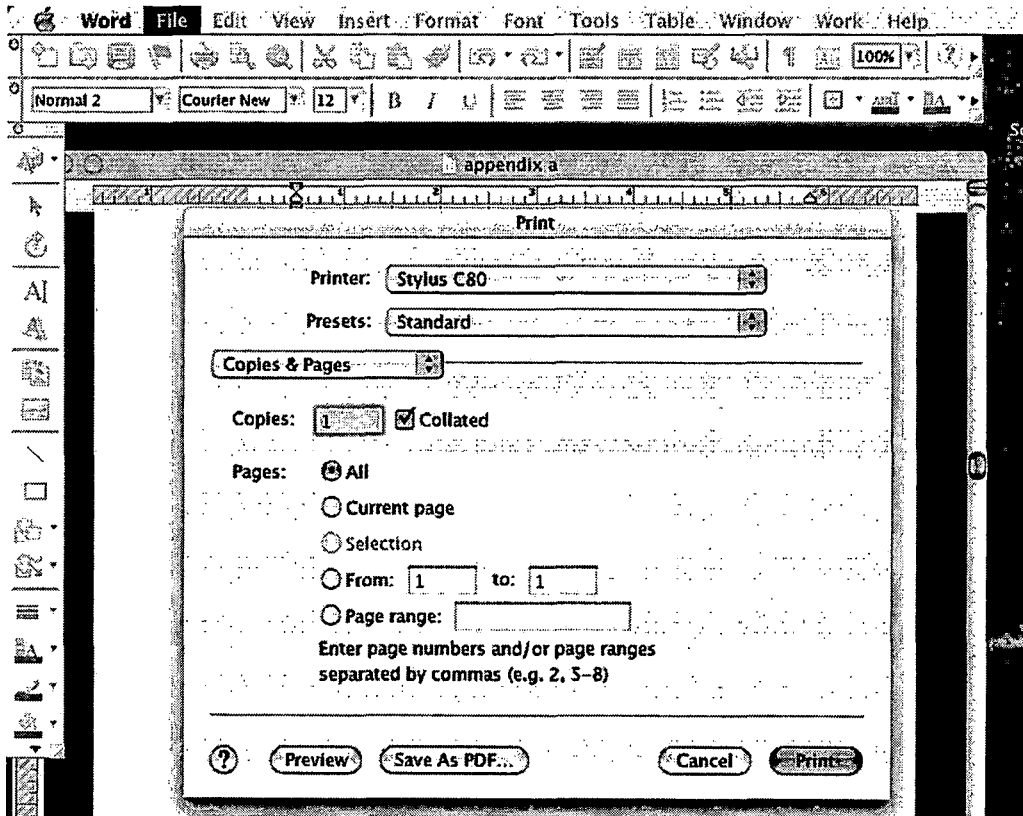 Word File Edit View Insert Format Font Tools Table Window Work Help
100%
Normal 2 Courier New 12 B I U
appendix a
Print
Printer: Stylus C80
Presets: Standard
Copies & Pages
Copies: 1 Collated
Pages: All
Current page
Selection
From: 1 to: 1
Page range:
Enter page numbers and/or page ranges
separated by commas (e.g. 2, 5–8)
? Preview Save As PDF... Cancel Print